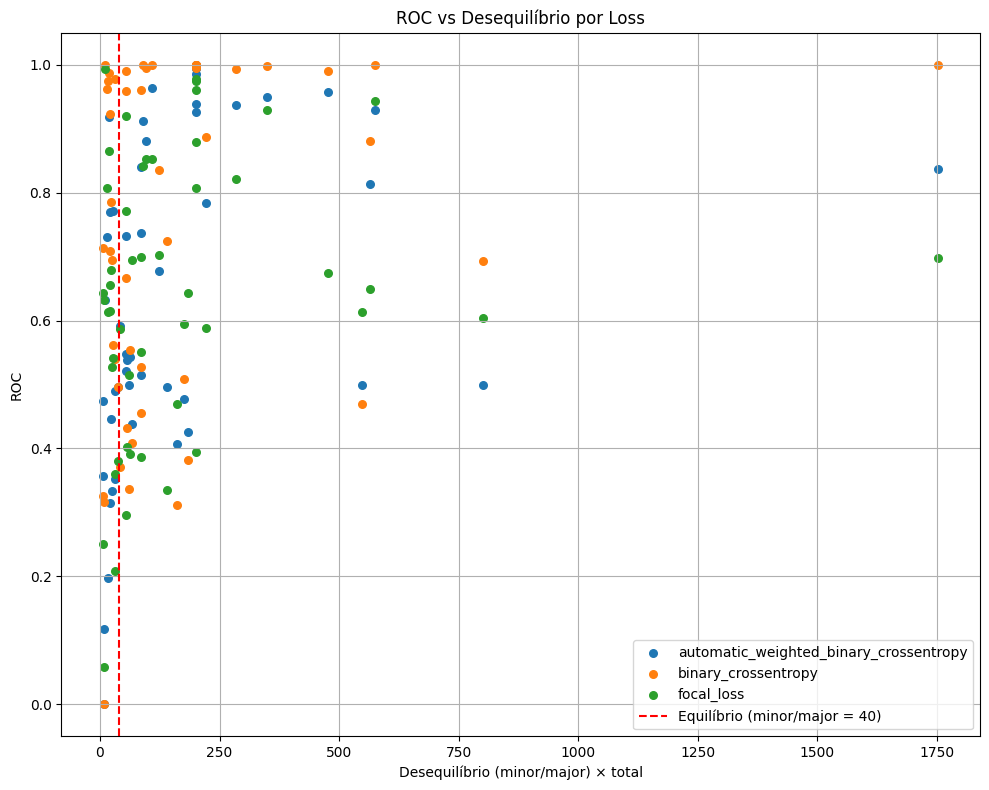 ROC vs Desequilíbrio por Loss
ROC
1.0
0.8
0.6
0.4
0.2
0.0
0
250
500
750
1000
1250
1500
1750
Desequilíbrio (minor/major) × total
automatic_weighted_binary_crossentropy
binary_crossentropy
focal_loss
Equilíbrio (minor/major = 40)